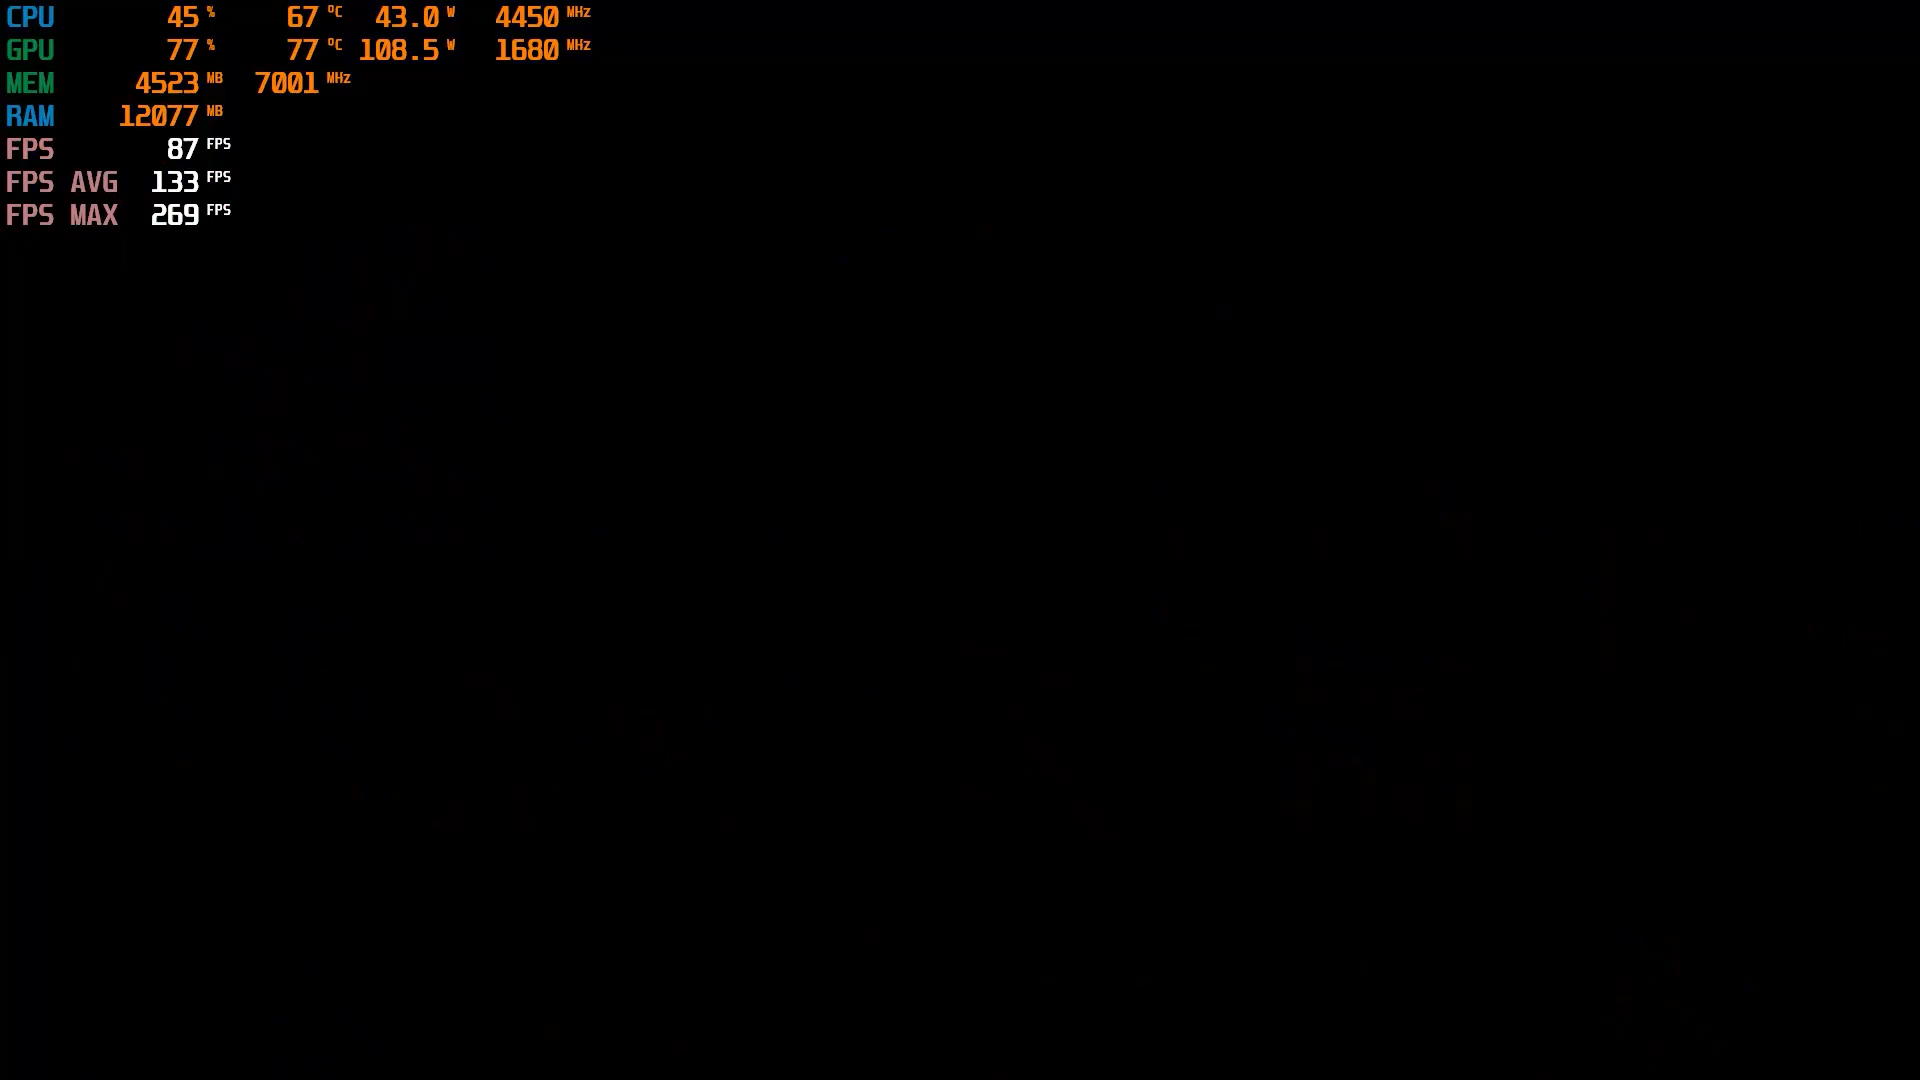 CPU 45 % 67 °C 43.0 W 4450 MHz
GPU 77 % 77 °C 108.5 W 1680 MHz
MEM 4523 MB 7001 MHz
RAM 12077 MB
FPS 87 FPS
FPS AVG 133 FPS
FPS MAX 269 FPS